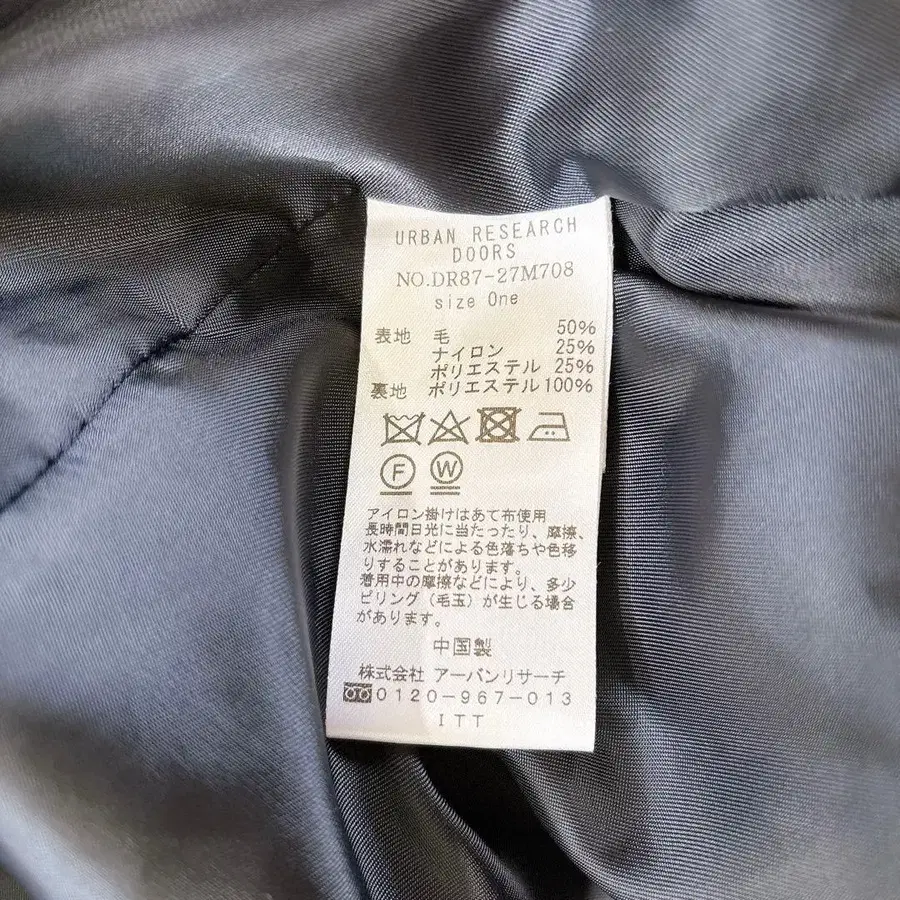 URBAN RESEARCH
DOORS
NO.DR87-27M708
size One
表地 毛 50%
ナイロン 25%
ポリエステル 25%
裏地 ポリエステル100%
F W
アイロン掛けはあて布使用
長時間日光に当たったり、摩擦、
水濡れなどによる色落ちや色移
りすることがあります。
着用中の摩擦などにより、多少
ピリング(毛玉)が生じる場合
があります。
中国製
株式会社 アーバンリサーチ
0120-967-013
ITT